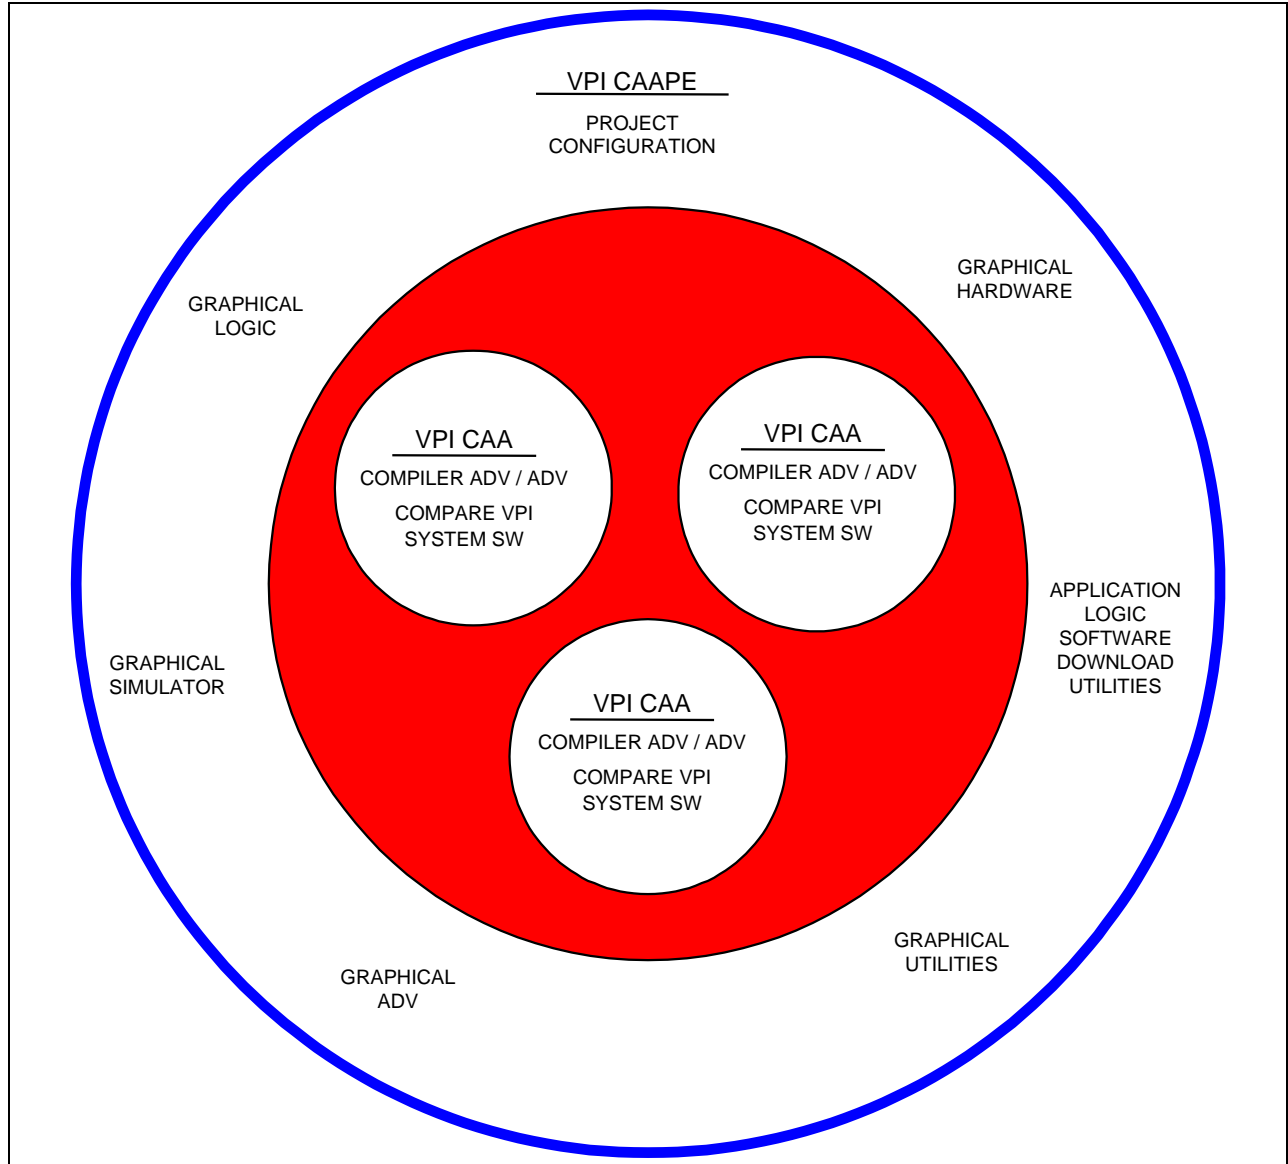 VPI CAAPE
PROJECT
CONFIGURATION
GRAPHICAL
HARDWARE
GRAPHICAL
LOGIC
VPI CAA
COMPILER ADV / ADV
COMPARE VPI
SYSTEM SW
VPI CAA
COMPILER ADV / ADV
COMPARE VPI
SYSTEM SW
APPLICATION
LOGIC
SOFTWARE
DOWNLOAD
UTILITIES
GRAPHICAL
SIMULATOR
VPI CAA
COMPILER ADV / ADV
COMPARE VPI
SYSTEM SW
GRAPHICAL
UTILITIES
GRAPHICAL
ADV